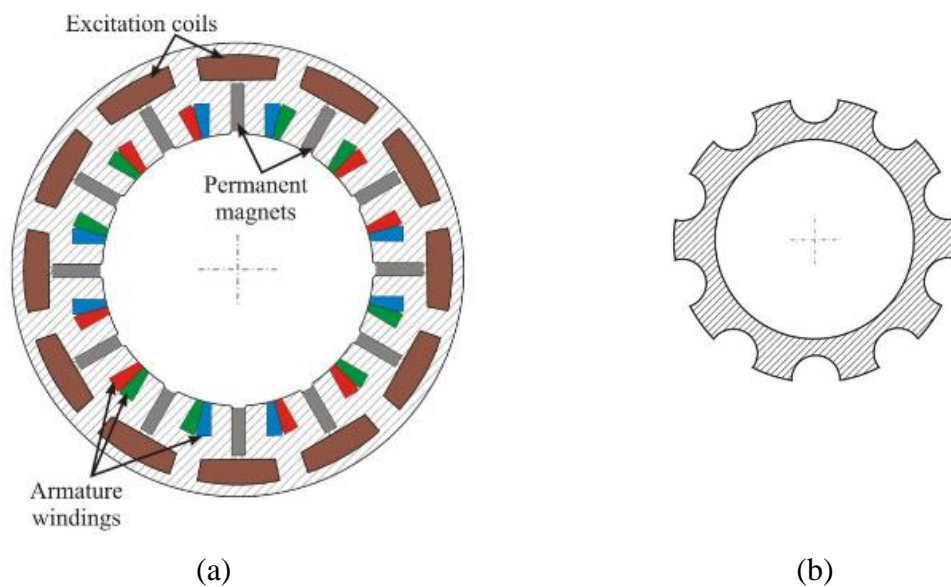 Excitation coils
Permanent
magnets
Armature
windings
(a)
(b)